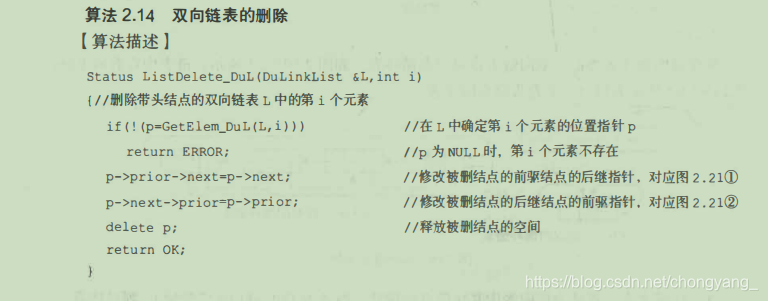 算法 2.14 双向链表的删除
【算法描述】
Status ListDelete_DuL(DuLinkList &L,int i)
{//删除带头结点的双向链表 L 中的第 i 个元素
if(!(p=GetElem_DuL(L,i))) //在 L 中确定第 i 个元素的位置指针 p
return ERROR; //p 为 NULL 时，第 i 个元素不存在
p->prior->next=p->next; //修改被删结点的前驱结点的后继指针，对应图 2.21①
p->next->prior=p->prior; //修改被删结点的后继结点的前驱指针，对应图 2.21②
delete p; //释放被删结点的空间
return OK;
}
https://blog.csdn.net/chongyang_